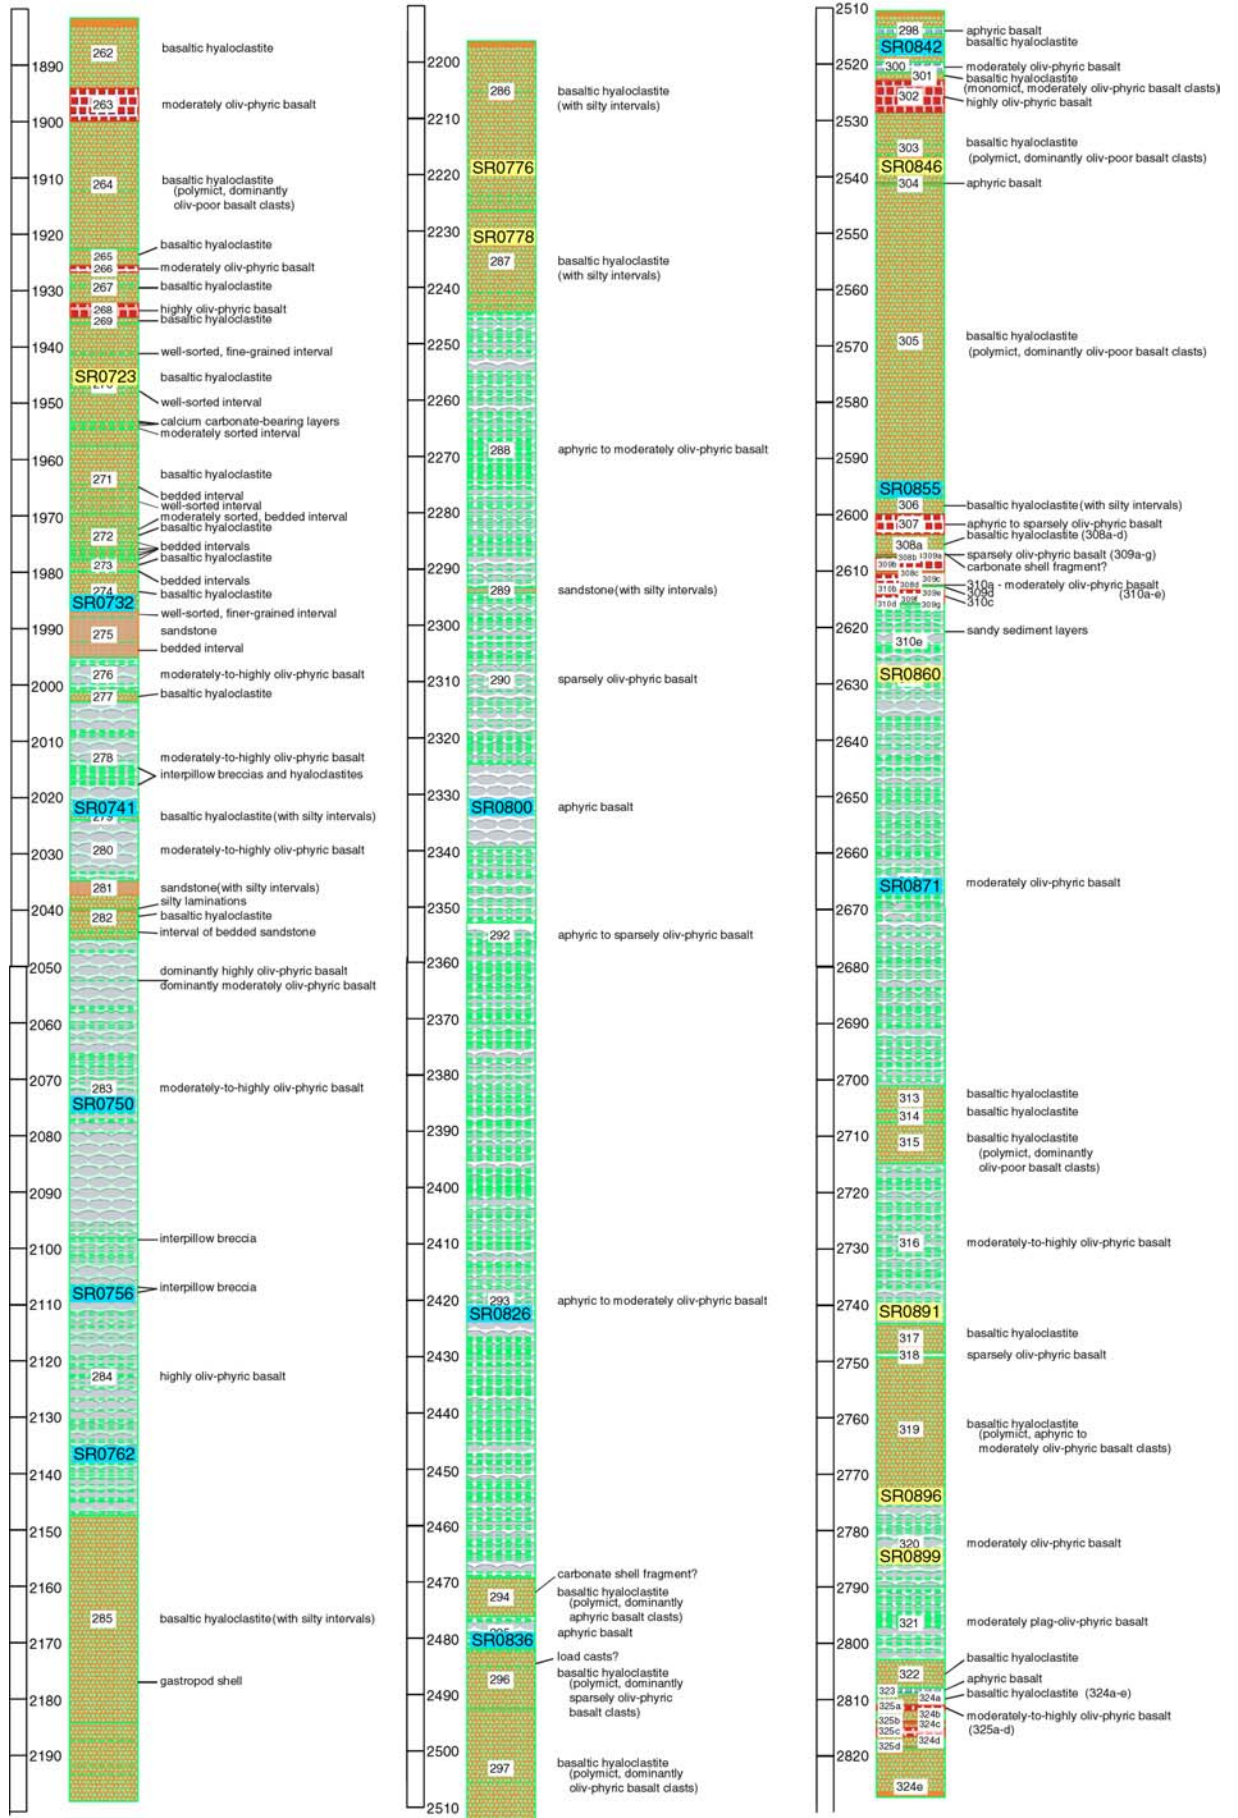 262
basaltic hyaloclastite
1890
263
moderately oliv-phyric basalt
1900
264
basaltic hyaloclastite
(polymict, dominantly
oliv-poor basalt clasts)
1910
1920
265
basaltic hyaloclastite
266
moderately oliv-phyric basalt
267
basaltic hyaloclastite
1930
268
highly oliv-phyric basalt
269
basaltic hyaloclastite
1940
well-sorted, fine-grained interval
SR0723
basaltic hyaloclastite
1950
well-sorted interval
calcium carbonate-bearing layers
moderately sorted interval
1960
271
basaltic hyaloclastite
bedded interval
well-sorted interval
1970
moderately sorted, bedded interval
272
basaltic hyaloclastite
bedded intervals
273
basaltic hyaloclastite
1980
bedded intervals
274
basaltic hyaloclastite
SR0732
well-sorted, finer-grained interval
1990
275
sandstone
bedded interval
276
moderately-to-highly oliv-phyric basalt
2000
277
basaltic hyaloclastite
2010
278
moderately-to-highly oliv-phyric basalt
interpillow breccias and hyaloclastites
2020
SR0741
279
basaltic hyaloclastite(with silty intervals)
2030
280
moderately-to-highly oliv-phyric basalt
281
sandstone(with silty intervals)
silty laminations
2040
282
basaltic hyaloclastite
interval of bedded sandstone
2050
dominantly highly oliv-phyric basalt
dominantly moderately oliv-phyric basalt
2060
2070
283
moderately-to-highly oliv-phyric basalt
SR0750
2080
2090
2100
interpillow breccia
SR0756
interpillow breccia
2110
2120
284
highly oliv-phyric basalt
2130
SR0762
2140
2150
2160
285
basaltic hyaloclastite(with silty intervals)
2170
gastropod shell
2180
2190
2200
286
basaltic hyaloclastite
(with silty intervals)
2210
SR0776
2220
2230
SR0778
287
basaltic hyaloclastite
(with silty intervals)
2240
2250
2260
288
aphyric to moderately oliv-phyric basalt
2270
2280
2290
289
sandstone(with silty intervals)
2300
290
sparsely oliv-phyric basalt
2310
2320
2330
SR0800
aphyric basalt
2340
2350
292
aphyric to sparsely oliv-phyric basalt
2360
2370
2380
2390
2400
2410
293
aphyric to moderately oliv-phyric basalt
2420
SR0826
2430
2440
2450
2460
2470
carbonate shell fragment?
294
basaltic hyaloclastite
(polymict, dominantly
aphyric basalt clasts)
2480
SR0836
aphyric basalt
load casts?
296
basaltic hyaloclastite
(polymict, dominantly
sparsely oliv-phyric
basalt clasts)
2490
2500
297
basaltic hyaloclastite
(polymict, dominantly
oliv-phyric basalt clasts)
2510
2510
298
aphyric basalt
SR0842
basaltic hyaloclastite
2520
300
moderately oliv-phyric basalt
301
basaltic hyaloclastite
(monomict, moderately oliv-phyric basalt clasts)
302
highly oliv-phyric basalt
2530
303
basaltic hyaloclastite
(polymict, dominantly oliv-poor basalt clasts)
SR0846
2540
304
aphyric basalt
2550
2560
2570
305
basaltic hyaloclastite
(polymict, dominantly oliv-poor basalt clasts)
2580
2590
SR0855
306
basaltic hyaloclastite(with silty intervals)
2600
307
aphyric to sparsely oliv-phyric basalt
308a
basaltic hyaloclastite (308a-d)
308b
309a
sparsely oliv-phyric basalt (309a-g)
309b
carbonate shell fragment?
2610
308c
309c
308d
310a - moderately oliv-phyric basalt
310b
309e
309d
(310a-e)
309f
310c
310d
309g
2620
310e
sandy sediment layers
SR0860
2630
2640
2650
2660
SR0871
moderately oliv-phyric basalt
2670
2680
2690
2700
313
basaltic hyaloclastite
314
basaltic hyaloclastite
2710
315
basaltic hyaloclastite
(polymict, dominantly
oliv-poor basalt clasts)
2720
316
moderately-to-highly oliv-phyric basalt
2730
2740
SR0891
317
basaltic hyaloclastite
318
sparsely oliv-phyric basalt
2750
2760
319
basaltic hyaloclastite
(polymict, aphyric to
moderately oliv-phyric basalt clasts)
2770
SR0896
2780
320
moderately oliv-phyric basalt
SR0899
2790
321
moderately plag-oliv-phyric basalt
2800
322
basaltic hyaloclastite
323
aphyric basalt
324a
basaltic hyaloclastite (324a-e)
2810
325a
324b
moderately-to-highly oliv-phyric basalt
(325a-d)
325b
324c
325c
324d
325d
2820
324e